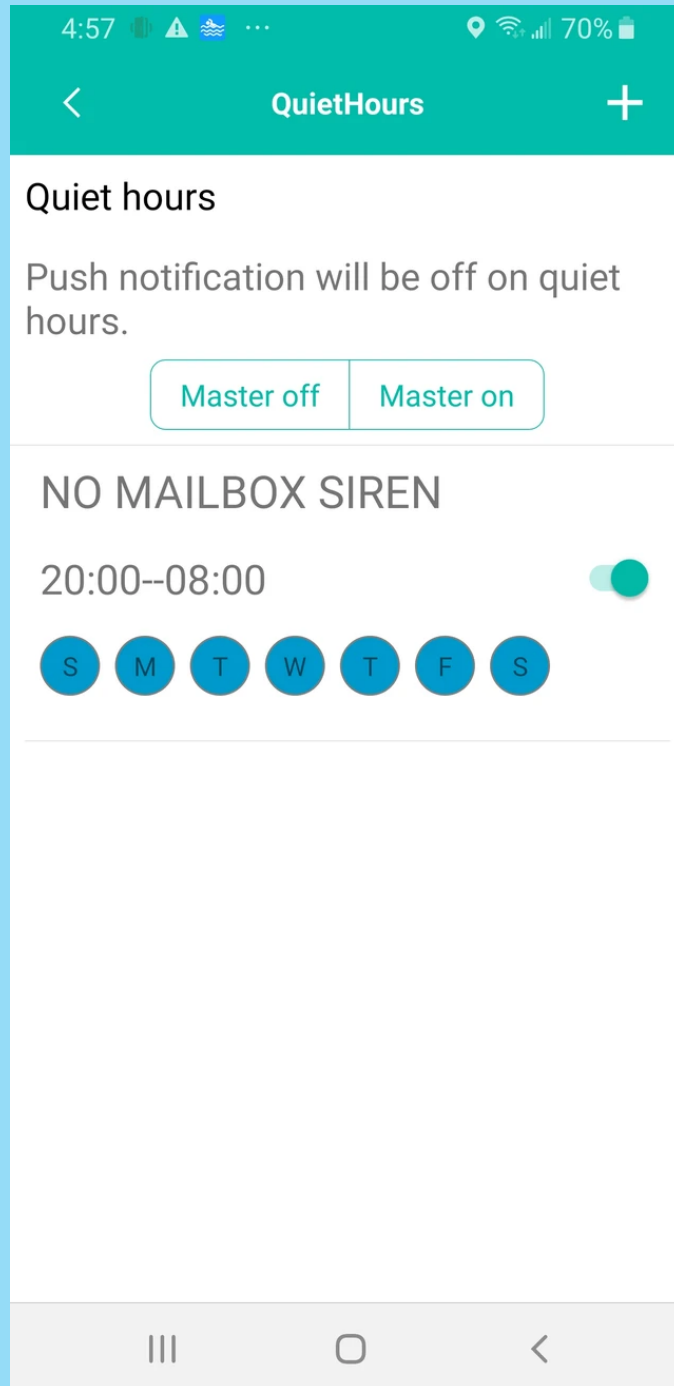 4:57 ... 70%
QuietHours
Quiet hours
Push notification will be off on quiet
hours.
Master off Master on
NO MAILBOX SIREN
20:00--08:00
S M T W T F S